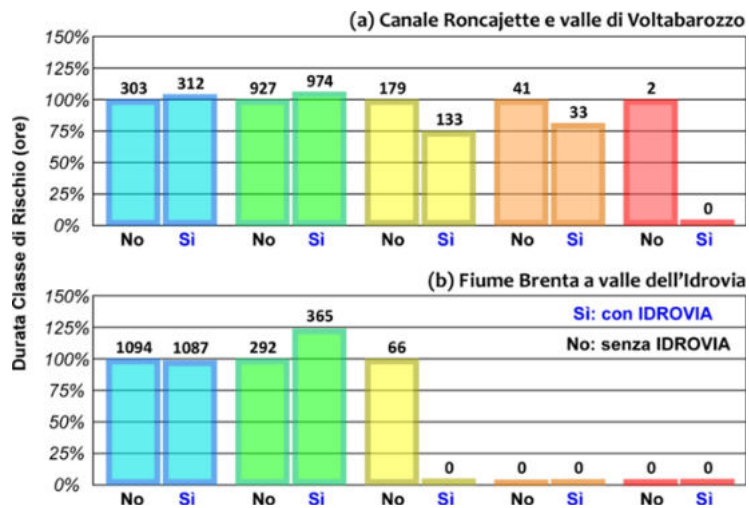 (a) Canale Roncajette e valle di Voltabarozzo
150%
125%
303 312 927 974 179 133 41 33 2 0
100%
75%
50%
25%
0%
No Sì No Sì No Sì No Sì No Sì
Durata Classe di Rischio (ore)
(b) Fiume Brenta a valle dell'Idrovia
150%
Sì: con IDROVIA
125%
No: senza IDROVIA
1094 1087 292 365 66 0 0 0 0 0
100%
75%
50%
25%
0%
No Sì No Sì No Sì No Sì No Sì